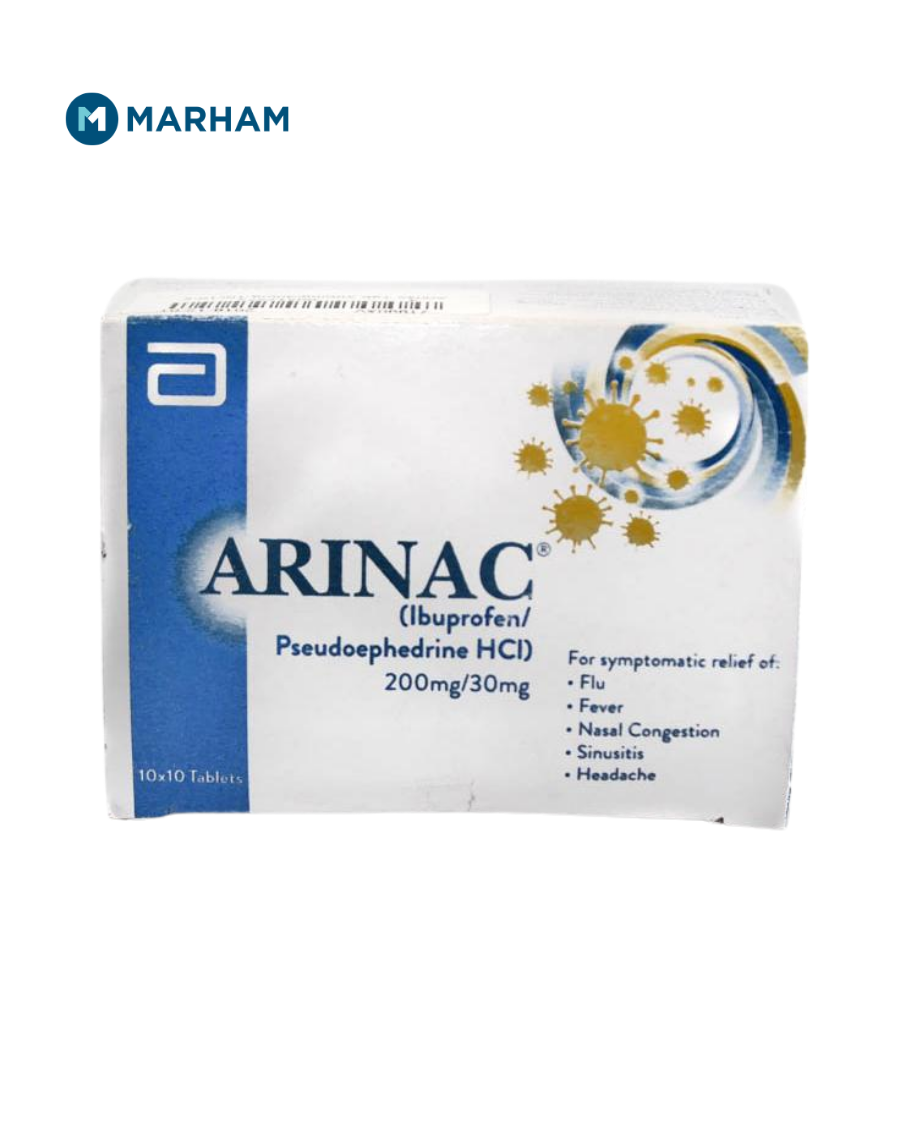 MARHAM
ARINAC®
(Ibuprofen/
Pseudoephedrine HCl)
200mg/30mg
For symptomatic relief of:
• Flu
• Fever
• Nasal Congestion
• Sinusitis
• Headache
10x10 Tablets